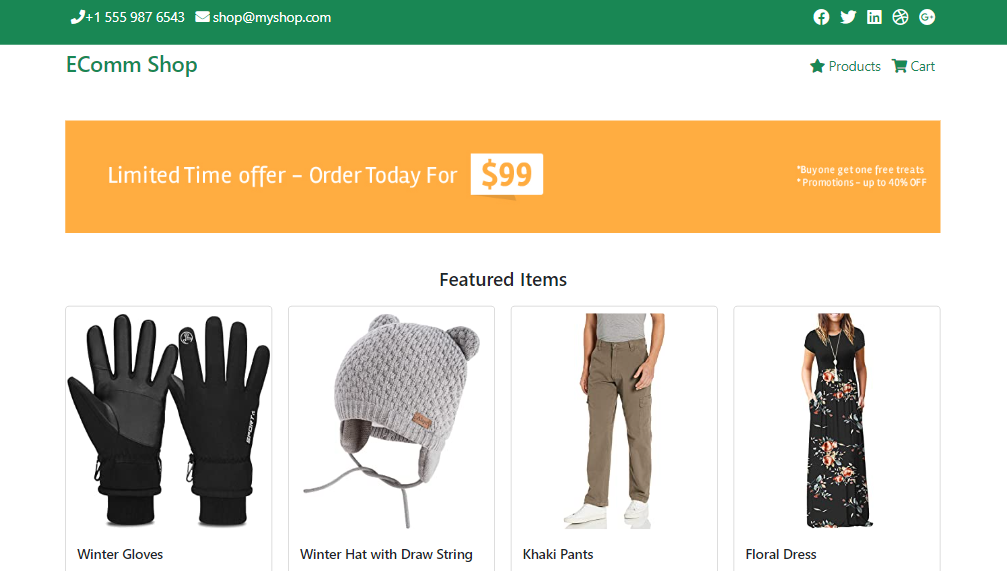 +1 555 987 6543 shop@myshop.com
EComm Shop
Products Cart
Limited Time offer – Order Today For $99
*Buy one get one free treats
* Promotions – up to 40% OFF
Featured Items
SPORTX
Winter Gloves
Winter Hat with Draw String
Khaki Pants
Floral Dress